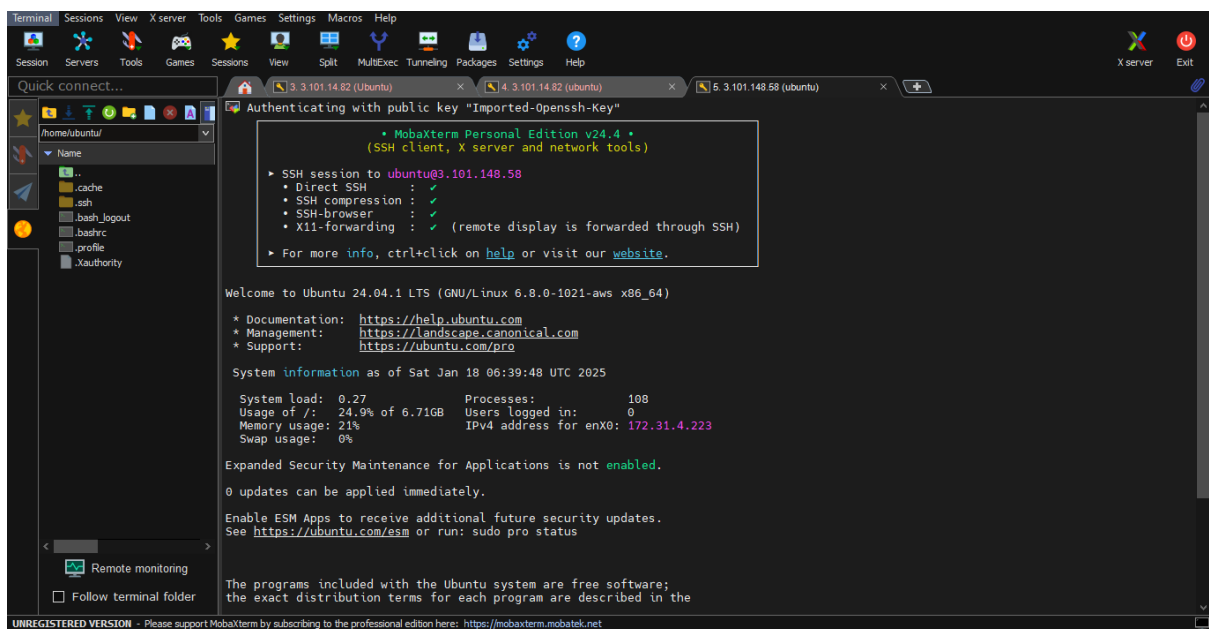 Terminal Sessions View X server Tools Games Settings Macros Help
Session Servers Tools Games Sessions View Split MultiExec Tunneling Packages Settings Help X server Exit
Quick connect...
3. 3.101.14.82 (Ubuntu)
4. 3.101.14.82 (ubuntu)
5. 3.101.148.58 (ubuntu)
/home/ubuntu/
Name
..
.cache
.ssh
.bash_logout
.bashrc
.profile
.Xauthority
Remote monitoring
Follow terminal folder
Authenticating with public key "Imported-Openssh-Key"
• MobaXterm Personal Edition v24.4 •
(SSH client, X server and network tools)
➤ SSH session to ubuntu@3.101.148.58
• Direct SSH : ✔
• SSH compression : ✔
• SSH-browser : ✔
• X11-forwarding : ✔ (remote display is forwarded through SSH)
➤ For more info, ctrl+click on help or visit our website.
Welcome to Ubuntu 24.04.1 LTS (GNU/Linux 6.8.0-1021-aws x86_64)
* Documentation: https://help.ubuntu.com
* Management: https://landscape.canonical.com
* Support: https://ubuntu.com/pro
System information as of Sat Jan 18 06:39:48 UTC 2025
System load: 0.27 Processes: 108
Usage of /: 24.9% of 6.71GB Users logged in: 0
Memory usage: 21% IPv4 address for enX0: 172.31.4.223
Swap usage: 0%
Expanded Security Maintenance for Applications is not enabled.
0 updates can be applied immediately.
Enable ESM Apps to receive additional future security updates.
See https://ubuntu.com/esm or run: sudo pro status
The programs included with the Ubuntu system are free software;
the exact distribution terms for each program are described in the
UNREGISTERED VERSION - Please support MobaXterm by subscribing to the professional edition here: https://mobaxterm.mobatek.net